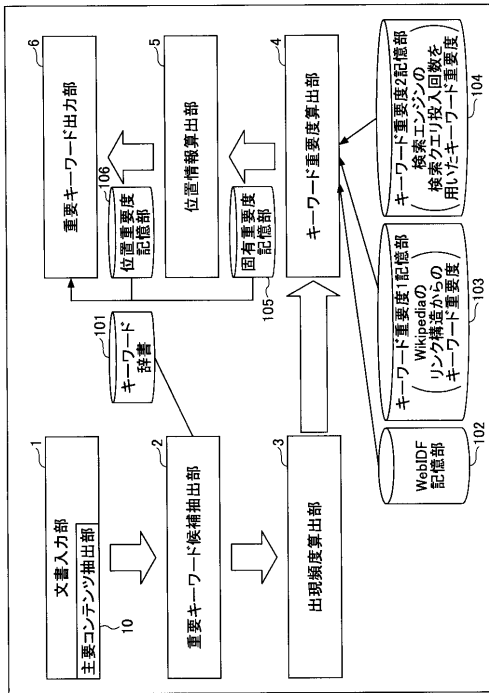 1
文書入力部
主要コンテンツ抽出部
10
2
重要キーワード候補抽出部
101
キーワード
辞書
3
出現頻度算出部
6
重要キーワード出力部
106
位置重要度
記憶部
5
位置情報算出部
固有重要度
記憶部
105
4
キーワード重要度算出部
WebIDF
記憶部
102
キーワード重要度1記憶部
(Wikipediaの
リンク構造からの
キーワード重要度)
103
キーワード重要度2記憶部
(検索エンジンの
検索クエリ投入回数を
用いたキーワード重要度)
104